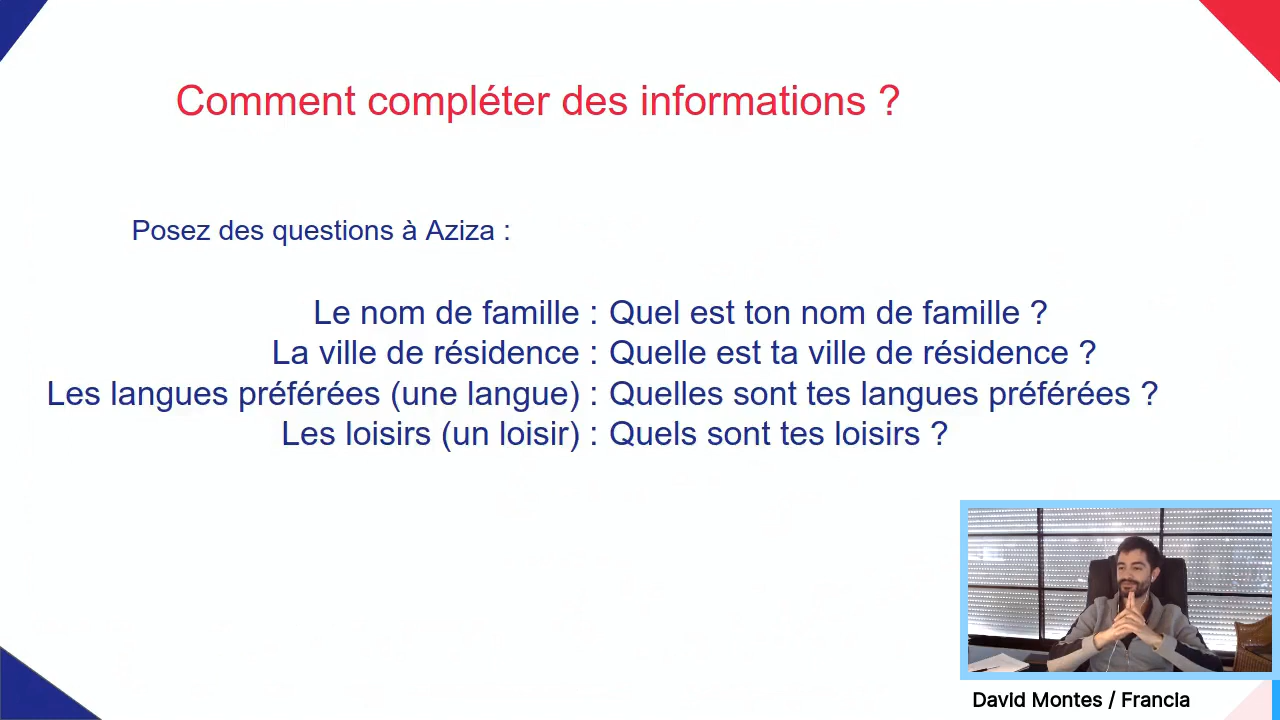 Comment compléter des informations ?
Posez des questions à Aziza :
Le nom de famille : Quel est ton nom de famille ?
La ville de résidence : Quelle est ta ville de résidence ?
Les langues préférées (une langue) : Quelles sont tes langues préférées ?
Les loisirs (un loisir) : Quels sont tes loisirs ?
David Montes / Francia